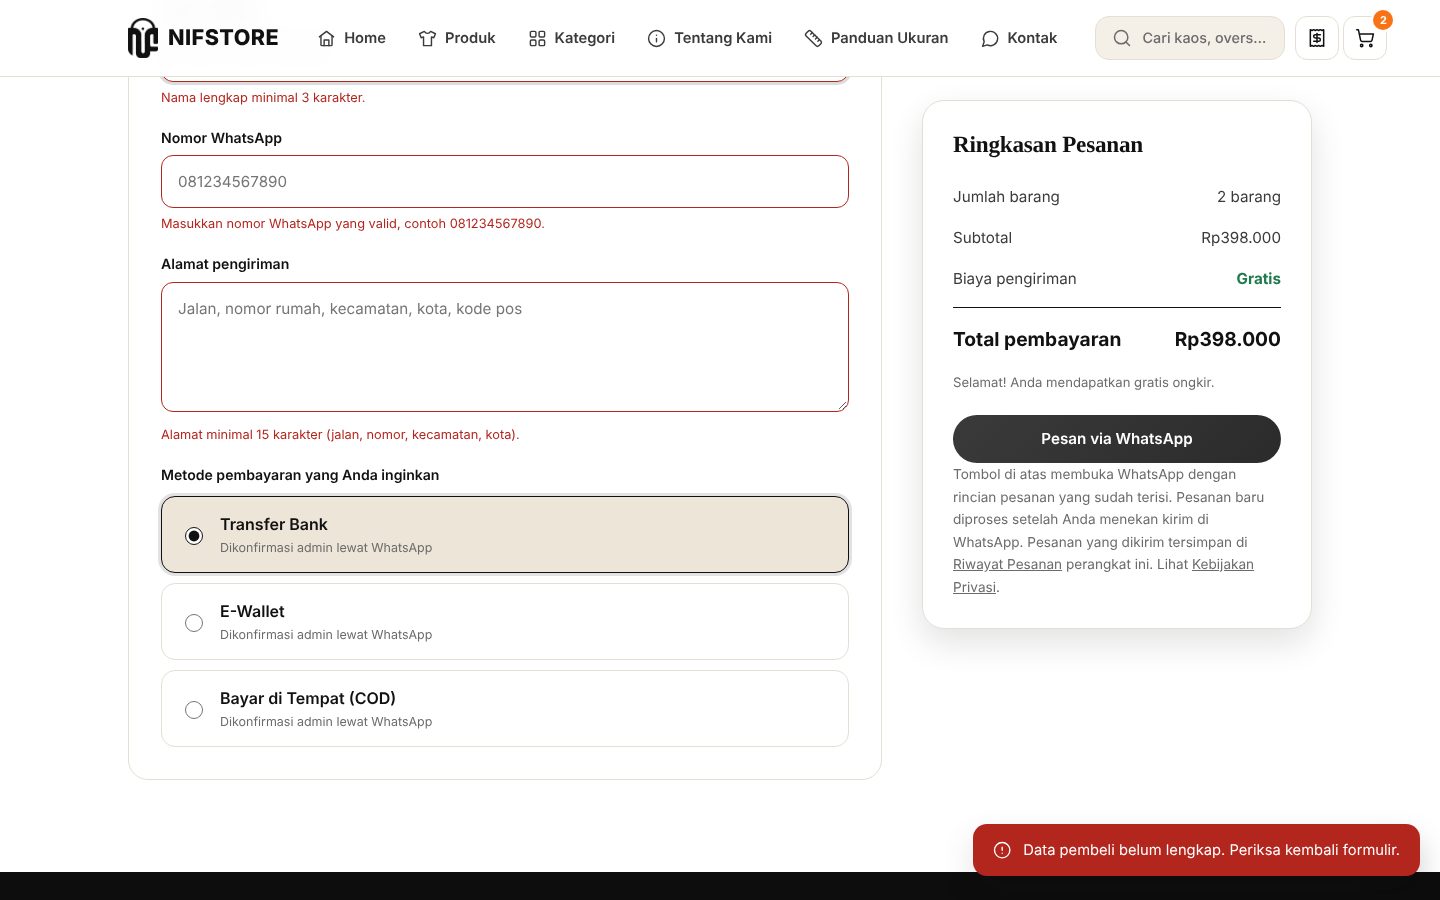 NIFSTORE
Home
Produk
Kategori
Tentang Kami
Panduan Ukuran
Kontak
Cari kaos, overs...
2
Nama lengkap minimal 3 karakter.
Nomor WhatsApp
081234567890
Masukkan nomor WhatsApp yang valid, contoh 081234567890.
Alamat pengiriman
Jalan, nomor rumah, kecamatan, kota, kode pos
Alamat minimal 15 karakter (jalan, nomor, kecamatan, kota).
Metode pembayaran yang Anda inginkan
Transfer Bank
Dikonfirmasi admin lewat WhatsApp
E-Wallet
Dikonfirmasi admin lewat WhatsApp
Bayar di Tempat (COD)
Dikonfirmasi admin lewat WhatsApp
Ringkasan Pesanan
Jumlah barang 2 barang
Subtotal Rp398.000
Biaya pengiriman Gratis
Total pembayaran Rp398.000
Selamat! Anda mendapatkan gratis ongkir.
Pesan via WhatsApp
Tombol di atas membuka WhatsApp dengan
rincian pesanan yang sudah terisi. Pesanan baru
diproses setelah Anda menekan kirim di
WhatsApp. Pesanan yang dikirim tersimpan di
Riwayat Pesanan perangkat ini. Lihat Kebijakan
Privasi.
Data pembeli belum lengkap. Periksa kembali formulir.